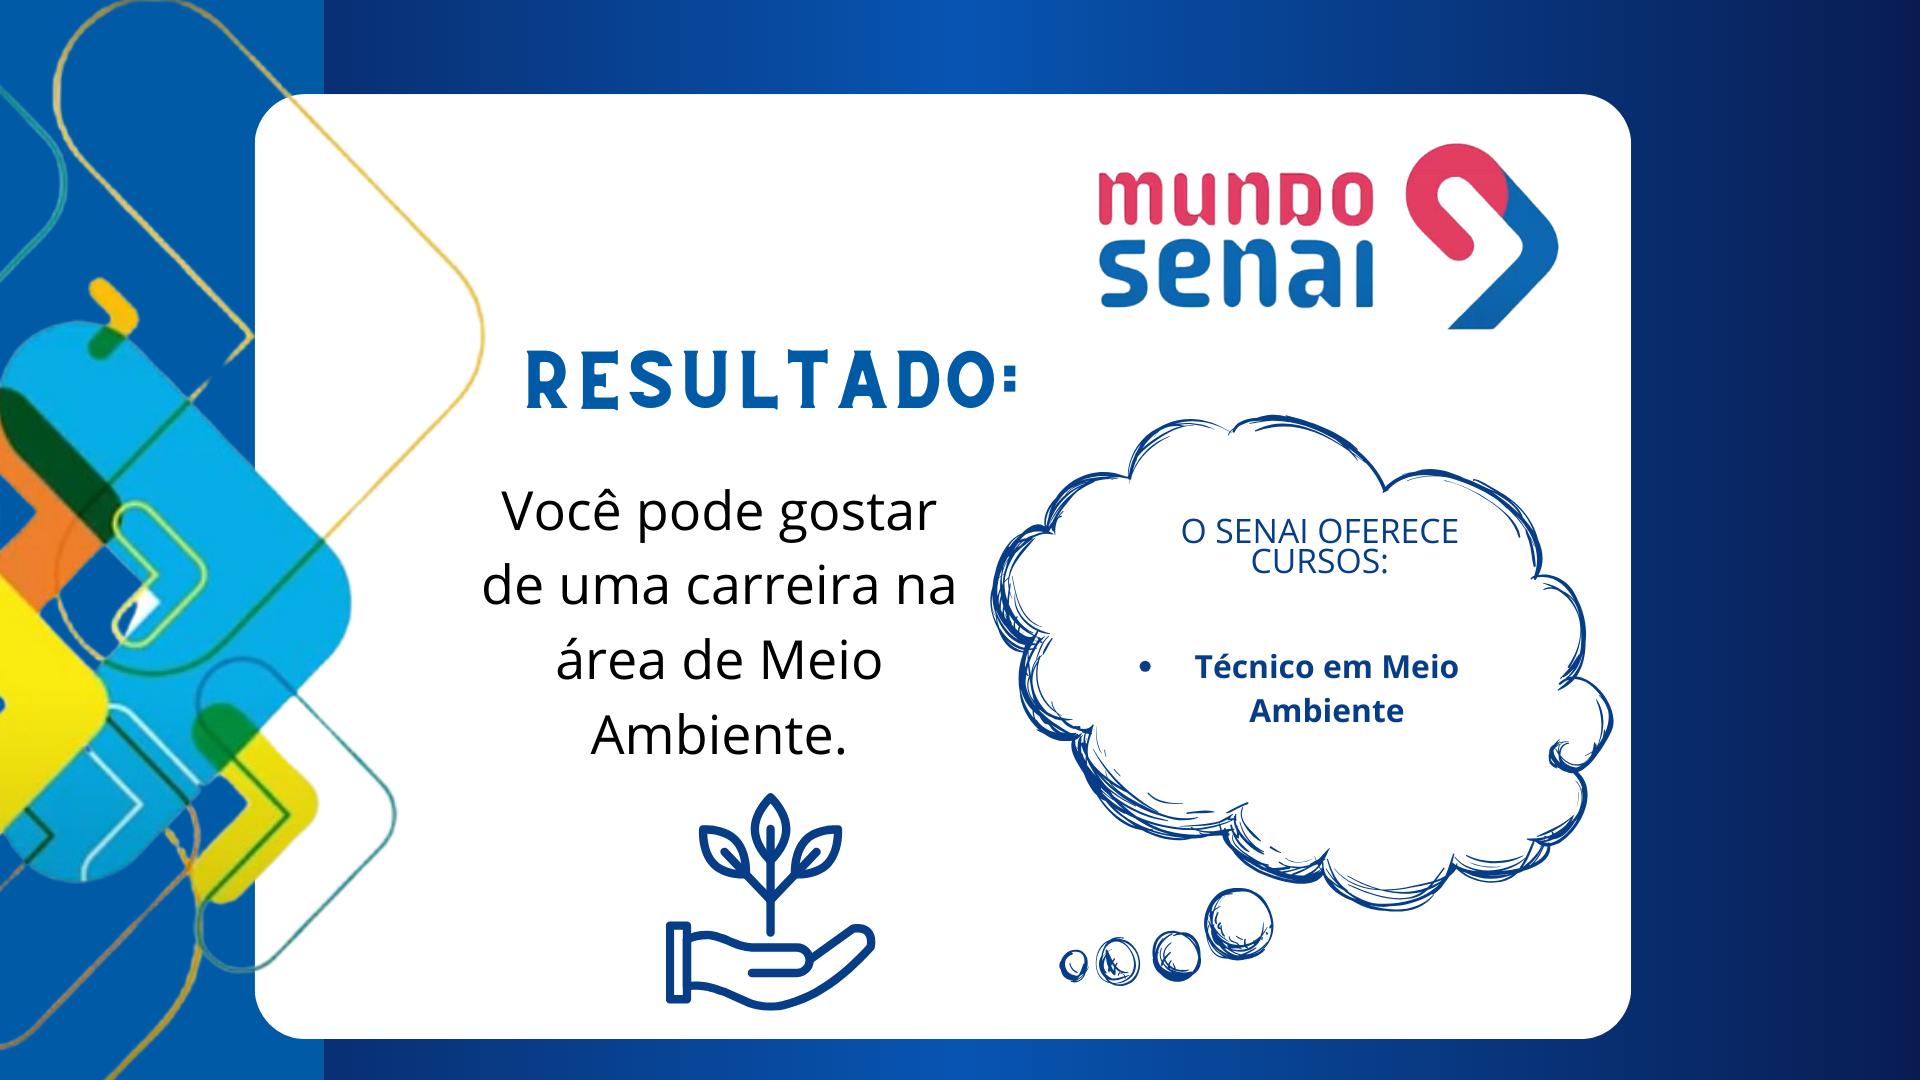 mundo
senai
RESULTADO:
Você pode gostar
de uma carreira na
área de Meio
Ambiente.
O SENAI OFERECE
CURSOS:
• Técnico em Meio
Ambiente